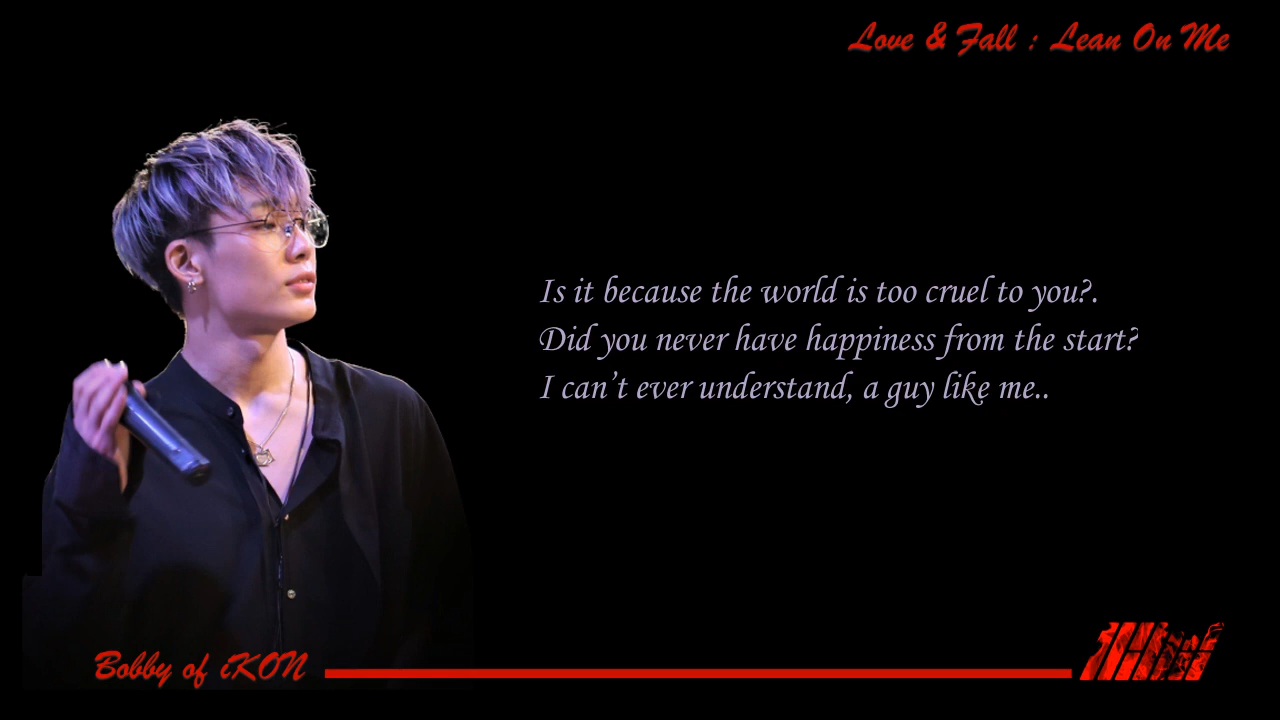 Love & Fall : Lean On Me
Is it because the world is too cruel to you?.
Did you never have happiness from the start?
I can't ever understand, a guy like me..
Bobby of iKON